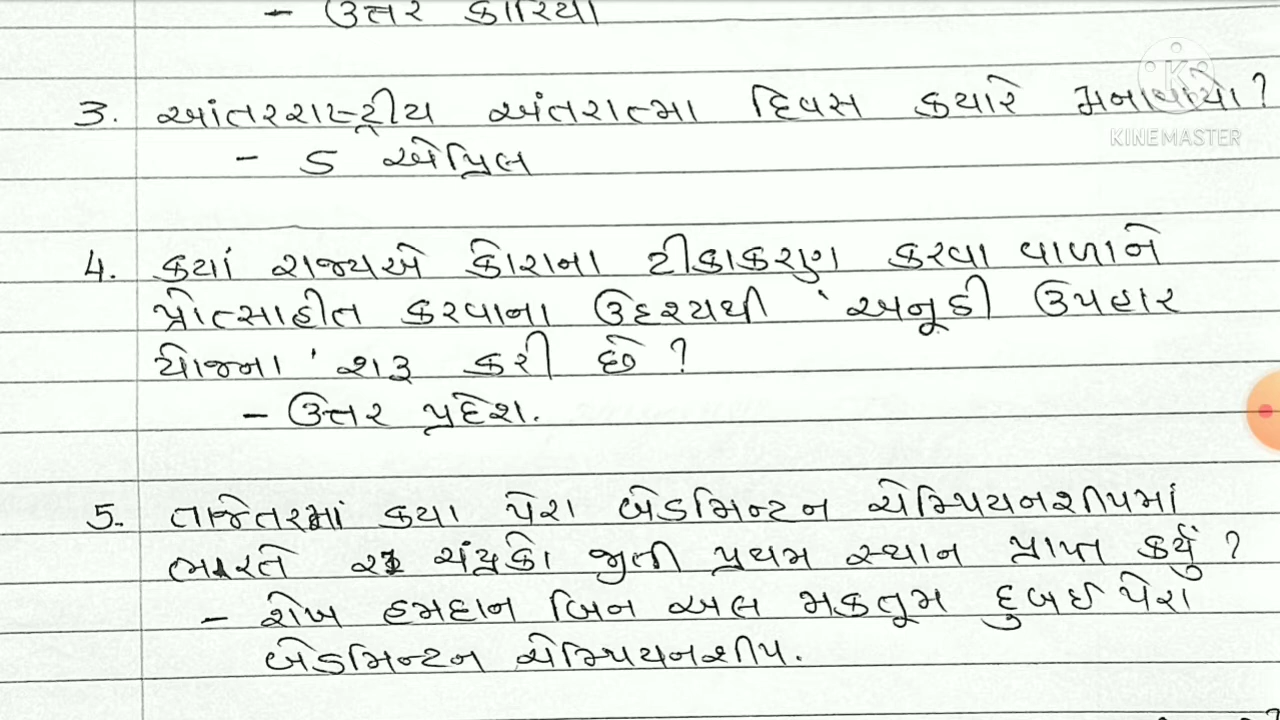 - ઉત્તર કોરિયા
3. આંતરરાષ્ટ્રીય અંતરાત્મા દિવસ કયારે મનાવાયો?
- 5 એપ્રિલ
4. કયાં રાજ્યએ કોરોના ટીકાકરણ કરવા વાળાને
પ્રોત્સાહીત કરવાના ઉદ્દશ્યથી 'અનૂઠી ઉપહાર
યોજના' શરૂ કરી છે?
- ઉત્તર પ્રદેશ.
5. તાજેતરમાં કયા પેરા બેડમિન્ટન ચેમ્પિયનશીપમાં
ભારતે ચંદ્રકો જીતી પ્રથમ સ્થાન પ્રાપ્ત કર્યું?
- શેખ હમદાન બિન અલ મકતૂમ દુબઈ પેરા
બેડમિન્ટન ચેમ્પિયનશીપ.
KINEMASTER